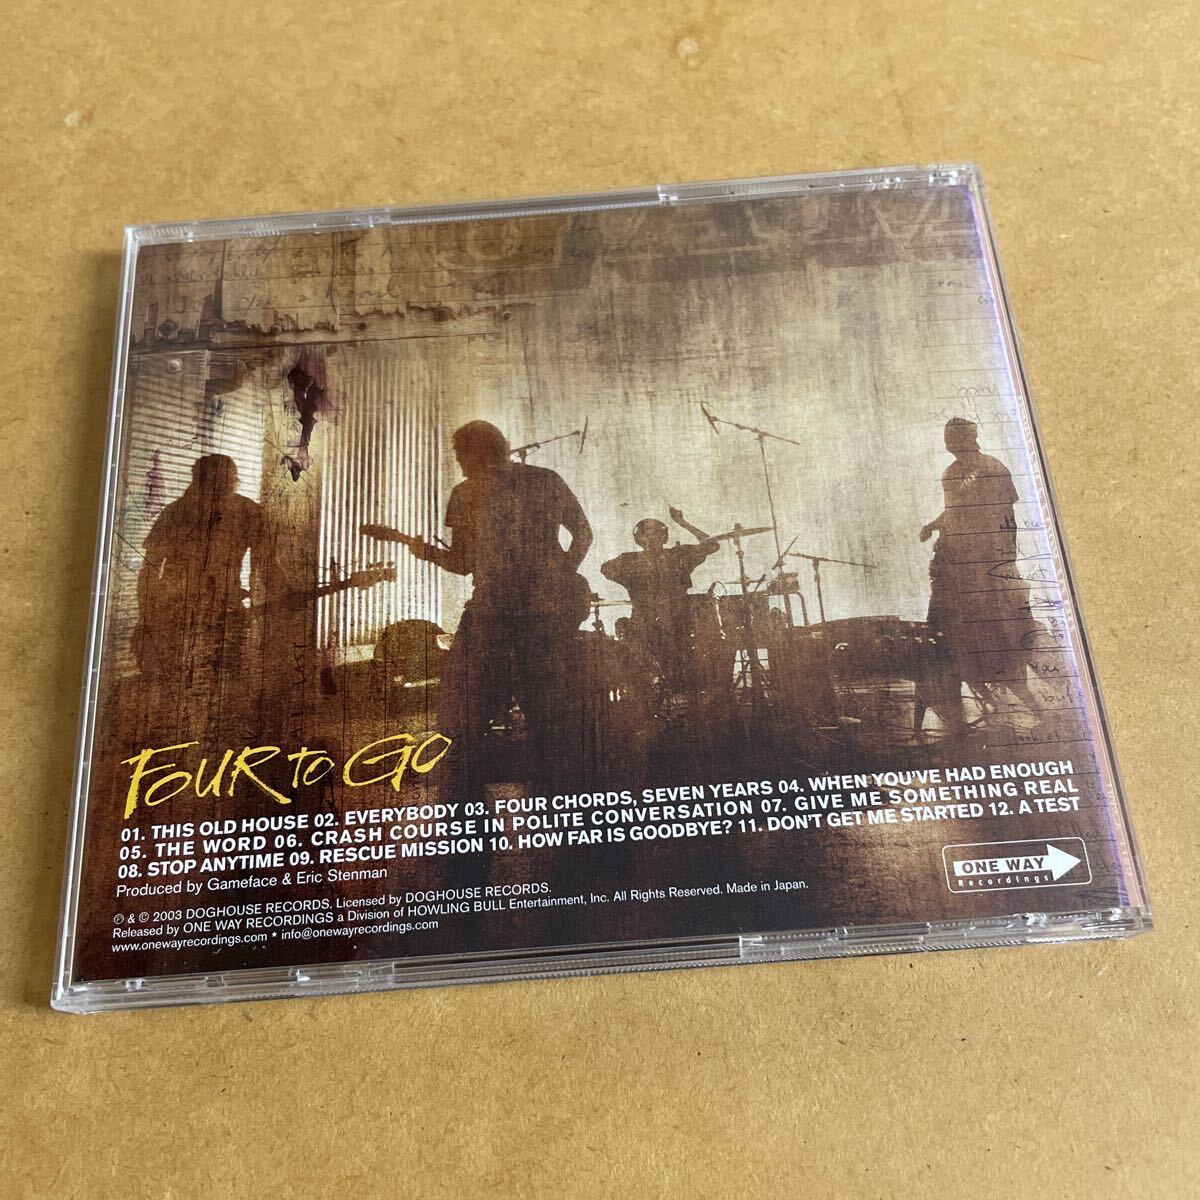 FOUR TO GO
01. THIS OLD HOUSE 02. EVERYBODY 03. FOUR CHORDS, SEVEN YEARS 04. WHEN YOU'VE HAD ENOUGH
05. THE WORD 06. CRASH COURSE IN POLITE CONVERSATION 07. GIVE ME SOMETHING REAL
08. STOP ANYTIME 09. RESCUE MISSION 10. HOW FAR IS GOODBYE? 11. DON'T GET ME STARTED 12. A TEST
Produced by Gameface & Eric Stenman
℗ & © 2003 DOGHOUSE RECORDS. Licensed by DOGHOUSE RECORDS.
Released by ONE WAY RECORDINGS a Division of HOWLING BULL Entertainment, Inc. All Rights Reserved. Made in Japan.
www.onewayrecordings.com * info@onewayrecordings.com
ONE WAY
Recordings